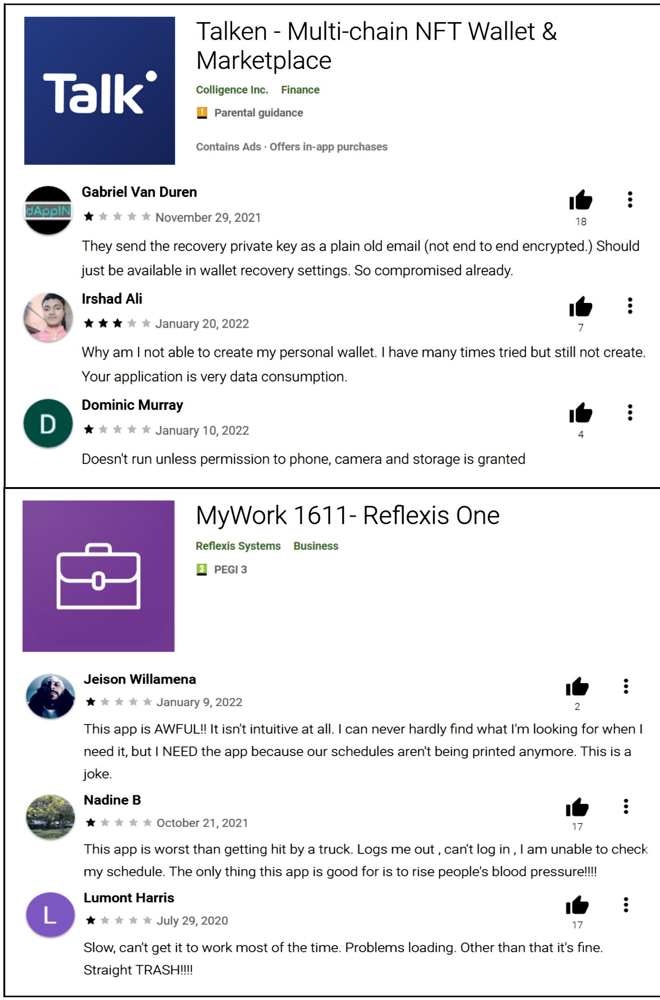 Talk
Talken - Multi-chain NFT Wallet &
Marketplace
Colligence Inc. Finance
! Parental guidance
Contains Ads · Offers in-app purchases
dAppIN
Gabriel Van Duren
November 29, 2021
18
They send the recovery private key as a plain old email (not end to end encrypted.) Should
just be available in wallet recovery settings. So compromised already.
Irshad Ali
January 20, 2022
7
Why am I not able to create my personal wallet. I have many times tried but still not create.
Your application is very data consumption.
D
Dominic Murray
January 10, 2022
4
Doesn't run unless permission to phone, camera and storage is granted
MyWork 1611- Reflexis One
Reflexis Systems Business
3 PEGI 3
Jeison Willamena
January 9, 2022
2
This app is AWFUL!! It isn't intuitive at all. I can never hardly find what I'm looking for when I
need it, but I NEED the app because our schedules aren't being printed anymore. This is a
joke.
Nadine B
October 21, 2021
17
This app is worst than getting hit by a truck. Logs me out , can't log in , I am unable to check
my schedule. The only thing this app is good for is to rise people's blood pressure!!!!
L
Lumont Harris
July 29, 2020
17
Slow, can't get it to work most of the time. Problems loading. Other than that it's fine.
Straight TRASH!!!!